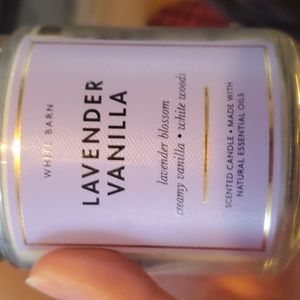 WHITE BARN
LAVENDER
VANILLA
lavender blossom
creamy vanilla • white woods
SCENTED CANDLE • MADE WITH
NATURAL ESSENTIAL OILS